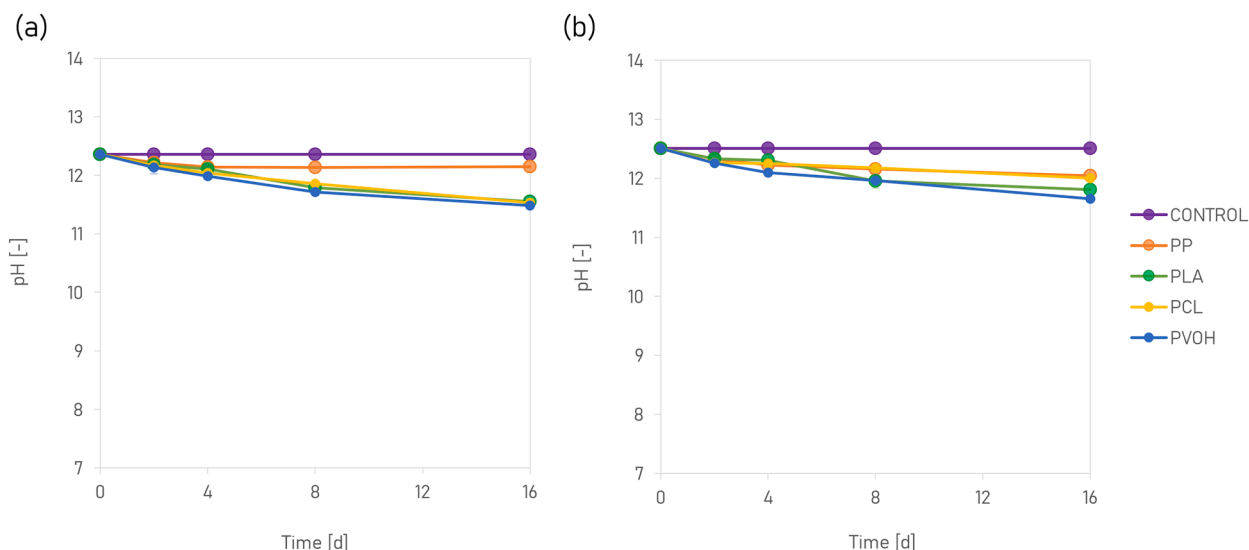 (a)
14
13
12
11
10
9
8
7
pH [-]
0 4 8 12 16
Time [d]
(b)
14
13
12
11
10
9
8
7
pH [-]
0 4 8 12 16
Time [d]
CONTROL
PP
PLA
PCL
PVOH